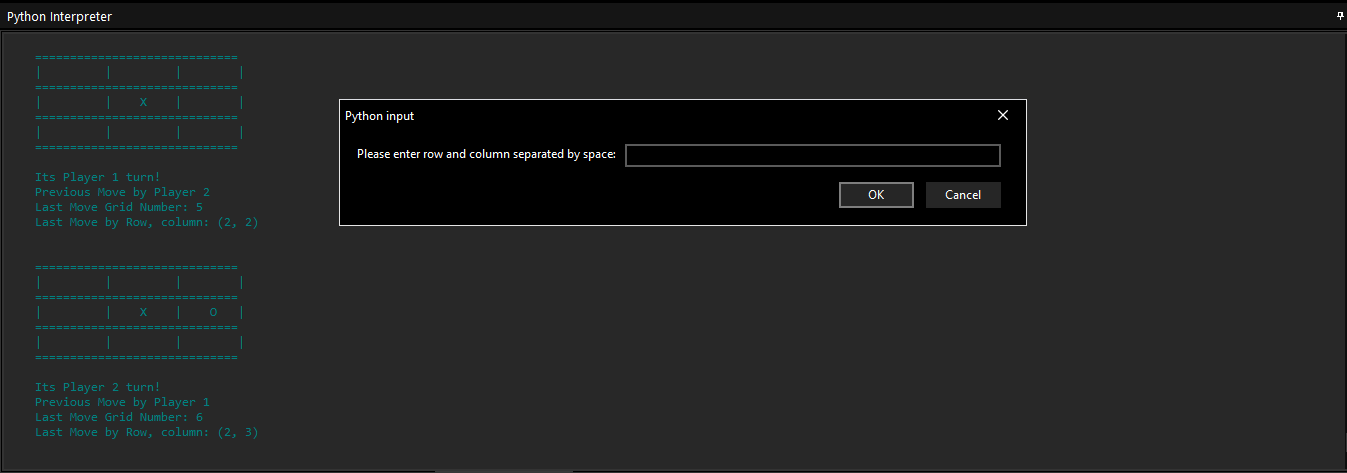 Python Interpreter
============================
|         |         |        |
============================
|         |    X    |        |
============================
|         |         |        |
============================
Its Player 1 turn!
Previous Move by Player 2
Last Move Grid Number: 5
Last Move by Row, column: (2, 2)
============================
|         |         |        |
============================
|         |    X    |    O   |
============================
|         |         |        |
============================
Its Player 2 turn!
Previous Move by Player 1
Last Move Grid Number: 6
Last Move by Row, column: (2, 3)
Python input
Please enter row and column separated by space:
OK Cancel